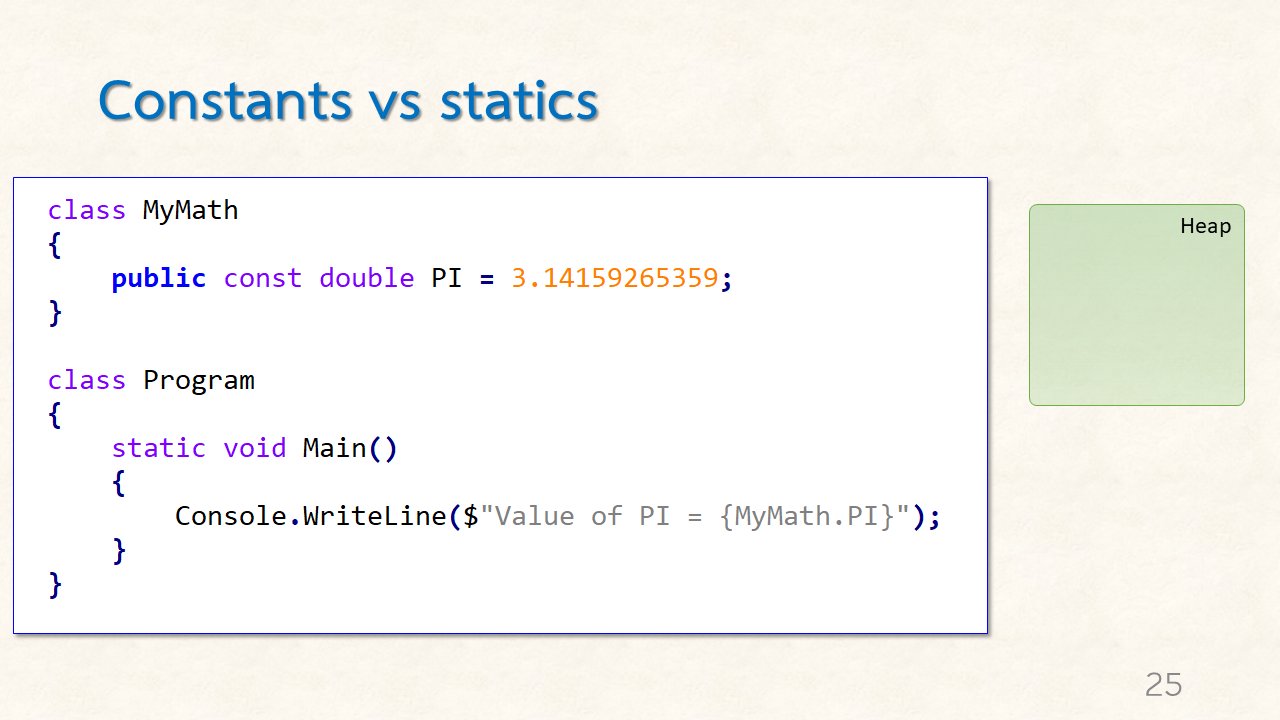 Constants vs statics
class MyMath
{
    public const double PI = 3.14159265359;
}
class Program
{
    static void Main()
    {
        Console.WriteLine($"Value of PI = {MyMath.PI}");
    }
}
Heap
25